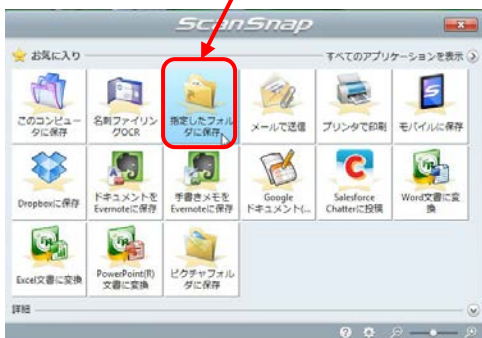 ScanSnap
お気に入り
すべてのアプリケーションを表示
このコンピュー
タに保存
名刺ファイリン
グOCR
指定したフォル
ダに保存
メールで送信
プリンタで印刷
モバイルに保存
Dropboxに保存
ドキュメントを
Evernoteに保存
手書きメモを
Evernoteに保存
Google
ドキュメント(...
Salesforce
Chatterに投稿
Word文書に変
換
Excel文書に変換
PowerPoint(R)
文書に変換
ピクチャフォル
ダに保存
詳細